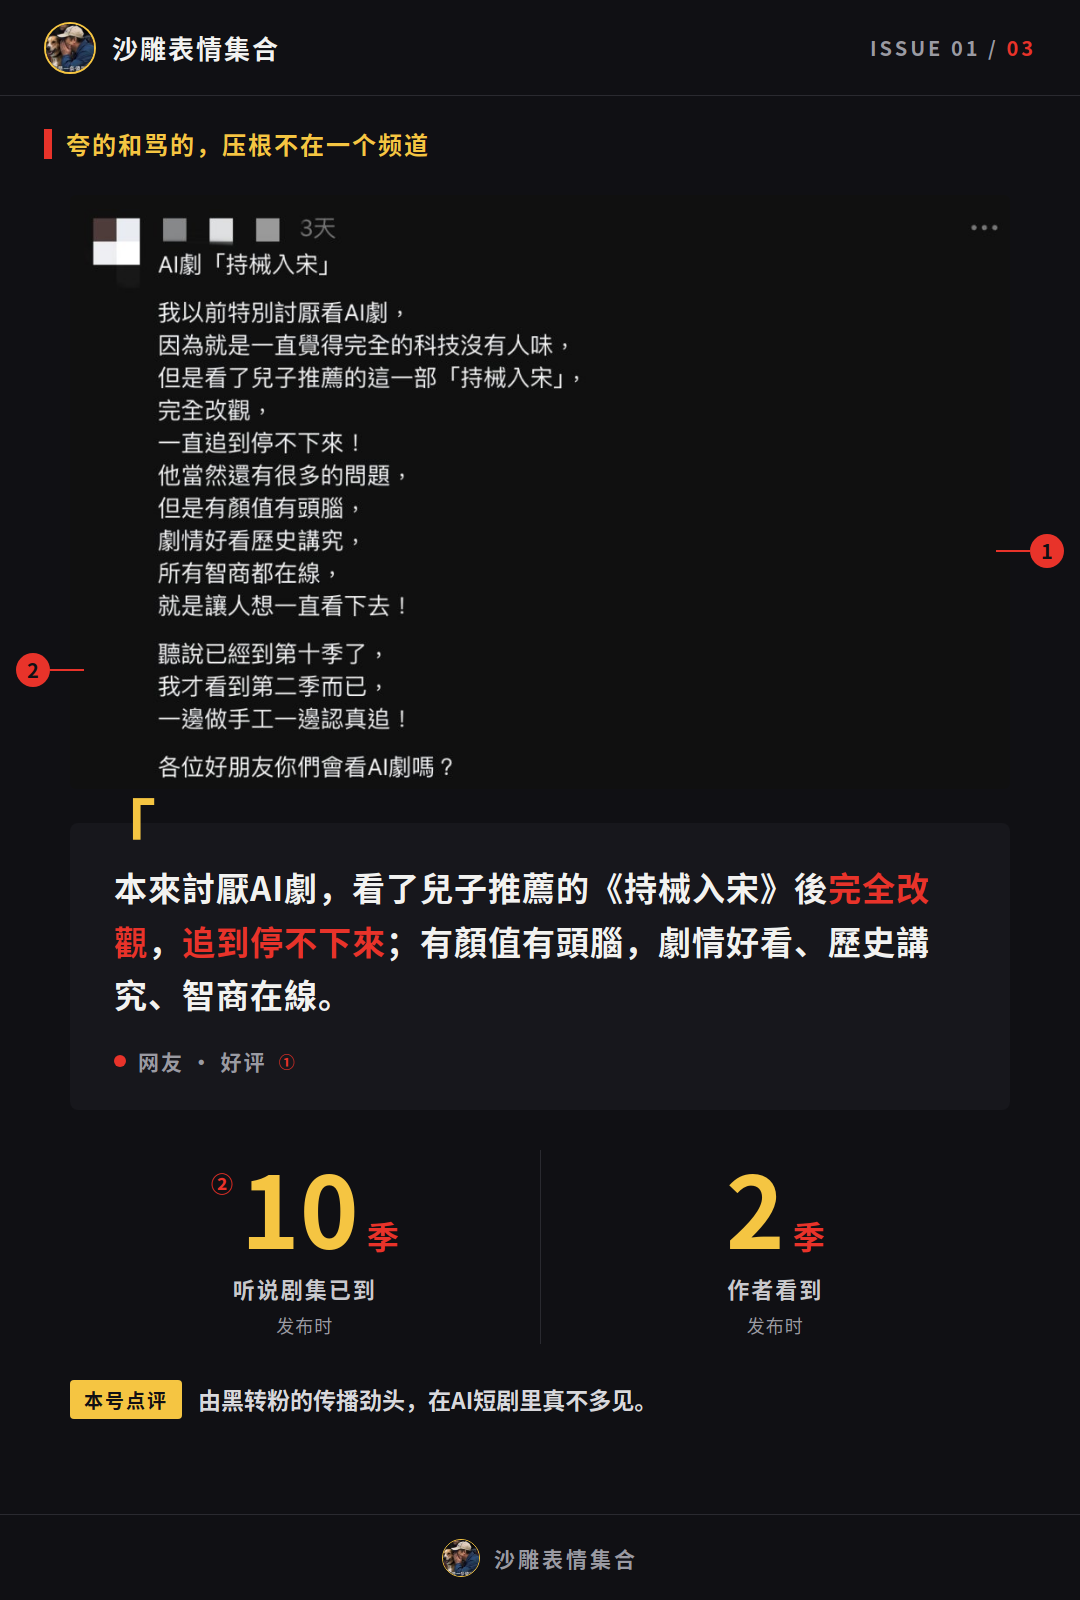 沙雕表情集合
ISSUE 01 / 03
夸的和骂的，压根不在一个频道
3天
AI劇「持械入宋」
我以前特別討厭看AI劇，
因為就是一直覺得完全的科技沒有人味，
但是看了兒子推薦的這一部「持械入宋」，
完全改觀，
一直追到停不下來！
他當然還有很多的問題，
但是有顏值有頭腦，
劇情好看歷史講究，
所有智商都在線，
就是讓人想一直看下去！
1
聽說已經到第十季了，
2
我才看到第二季而已，
一邊做手工一邊認真追！
各位好朋友你們會看AI劇嗎？
「
本來討厭AI劇，看了兒子推薦的《持械入宋》後完全改
觀，追到停不下來；有顏值有頭腦，劇情好看、歷史講
究、智商在線。
网友 · 好评 ①
② 10 季
听说剧集已到
发布时
2 季
作者看到
发布时
本号点评 由黑转粉的传播劲头，在AI短剧里真不多见。
沙雕表情集合